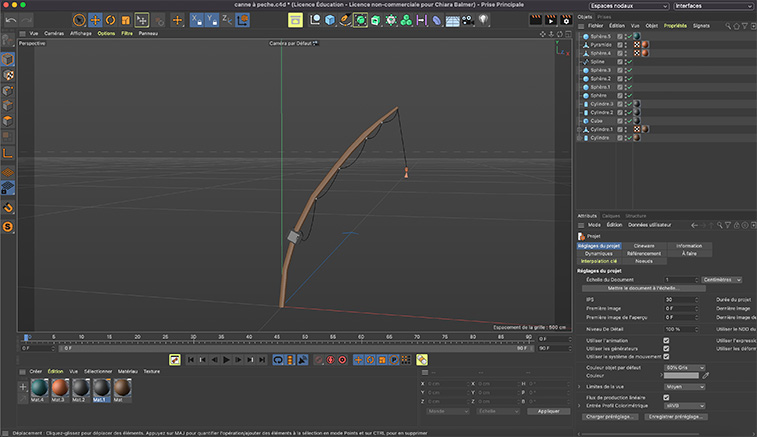 canne à peche.c4d * (Licence Éducation - Licence non-commerciale pour Chiara Balmer) - Prise Principale
Espaces nodaux
Interfaces
Vue Caméras Affichage Options Filtre Panneau
Perspective
Caméra par Défaut
Y
X
Espacement de la grille : 500 cm
Objets Prises
Fichier Édition Vue Objet Propriétés Signets
Sphère.5
Pyramide
Sphère.4
Spline
Sphère.3
Sphère.2
Sphère.1
Sphère
Cylindre.3
Cylindre.2
Cube
Cylindre.1
Cylindre
Attributs Calques Structure
Mode Édition Données utilisateur
Projet
Réglages du projet Cineware Information
Dynamiques Référencement À faire
Interpolation clé Noeuds
Réglages du projet
Échelle du Document 1 Centimètres
Mettre le document à l'échelle...
IPS 30 Durée du projet
Première Image 0 F Dernière Image
Première Image de l'aperçu 0 F Dernière Image de
Niveau De Détail 100 % Utiliser le NDD du
Utiliser l'animation Utiliser l'expression
Utiliser les générateurs Utiliser les déform
Utiliser le système de mouvement
Couleur objet par défaut 60% Gris
Couleur
Limites de la vue Moyen
Flux de production linéaire
Entrée Profil Colorimétrique sRVB
Charger préréglage... Enregistrer préréglage...
0 5 10 15 20 25 30 35 40 45 50 55 60 65 70 75 80 85 90
0 F
0 F 0 F 90 F 90 F
Créer Édition Vue Sélectionner Matériau Texture
Mat.4 Mat.3 Mat.2 Mat.1 Mat
X 0 cm X 0 cm H 0 °
Y 0 cm Y 0 cm P 0 °
Z 0 cm Z 0 cm B 0 °
Monde Échelle Appliquer
Déplacement : Cliquez-glissez pour déplacer des éléments. Appuyez sur MAJ pour quantifier l'opération/ajouter des éléments à la sélection en mode Points et sur CTRL pour en supprimer